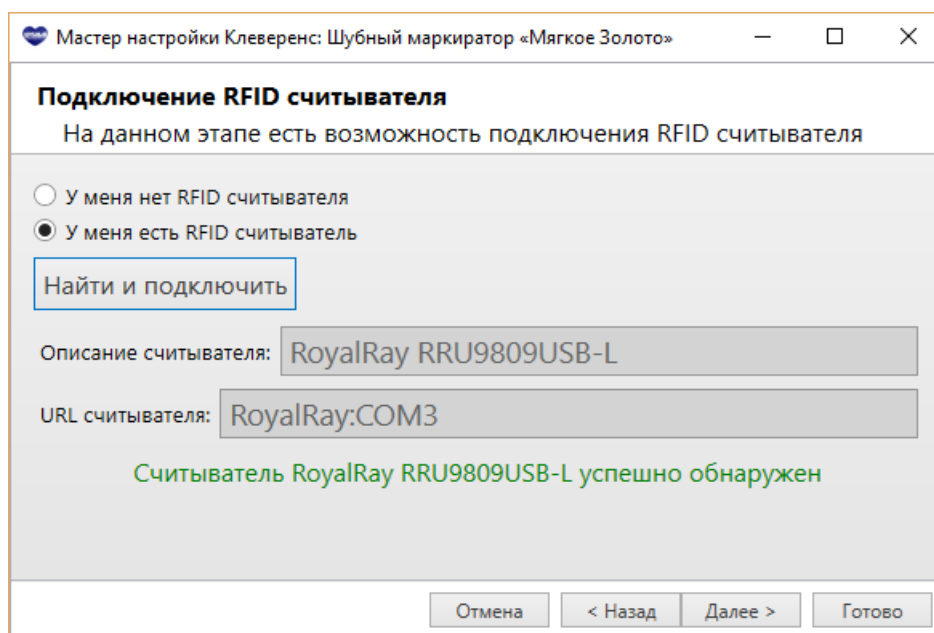 Мастер настройки Клеверенс: Шубный маркиратор «Мягкое Золото»
Подключение RFID считывателя
На данном этапе есть возможность подключения RFID считывателя
У меня нет RFID считывателя
У меня есть RFID считыватель
Найти и подключить
Описание считывателя: RoyalRay RRU9809USB-L
URL считывателя: RoyalRay:COM3
Считыватель RoyalRay RRU9809USB-L успешно обнаружен
Отмена < Назад Далее > Готово